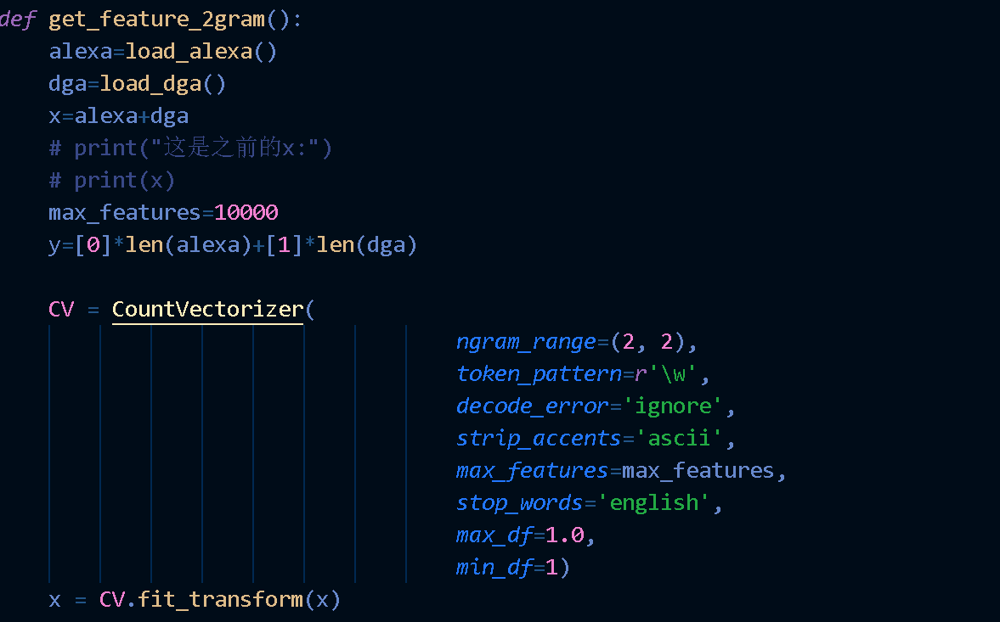 def get_feature_2gram():
    alexa=load_alexa()
    dga=load_dga()
    x=alexa+dga
    # print("这是之前的x:")
    # print(x)
    max_features=10000
    y=[0]*len(alexa)+[1]*len(dga)

    CV = CountVectorizer(
                                    ngram_range=(2, 2),
                                    token_pattern=r'\w',
                                    decode_error='ignore',
                                    strip_accents='ascii',
                                    max_features=max_features,
                                    stop_words='english',
                                    max_df=1.0,
                                    min_df=1)
    x = CV.fit_transform(x)